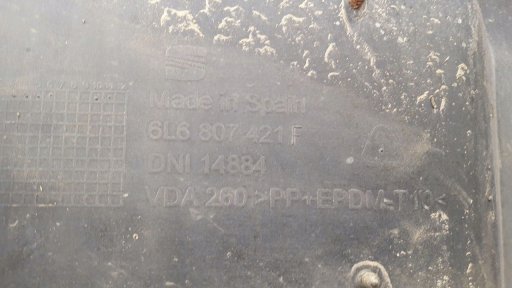 Made in Spain
6L6 807 421 F
DNI 14884
VDA 260 >PP+EPDM-T10<